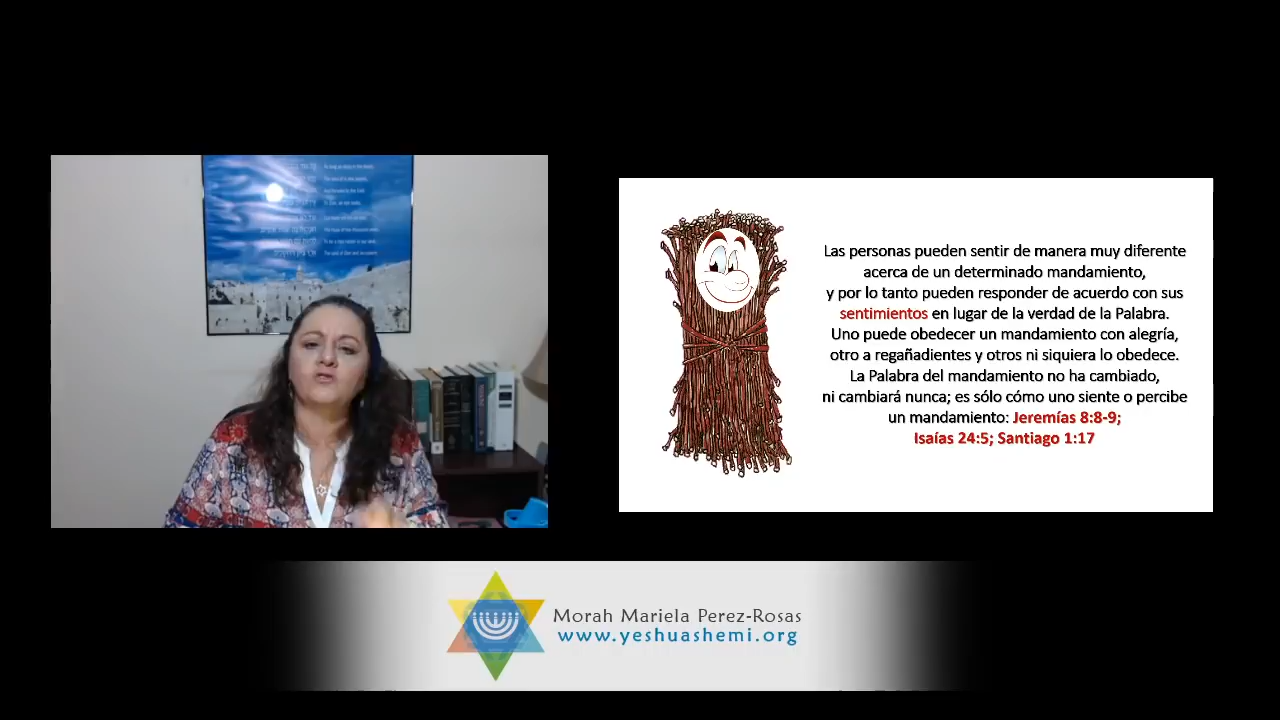 Las personas pueden sentir de manera muy diferente
acerca de un determinado mandamiento,
y por lo tanto pueden responder de acuerdo con sus
sentimientos en lugar de la verdad de la Palabra.
Uno puede obedecer un mandamiento con alegría,
otro a regañadientes y otros ni siquiera lo obedece.
La Palabra del mandamiento no ha cambiado,
ni cambiará nunca; es sólo cómo uno siente o percibe
un mandamiento: Jeremías 8:8-9;
Isaías 24:5; Santiago 1:17
Morah Mariela Perez-Rosas
www.yeshuashemi.org